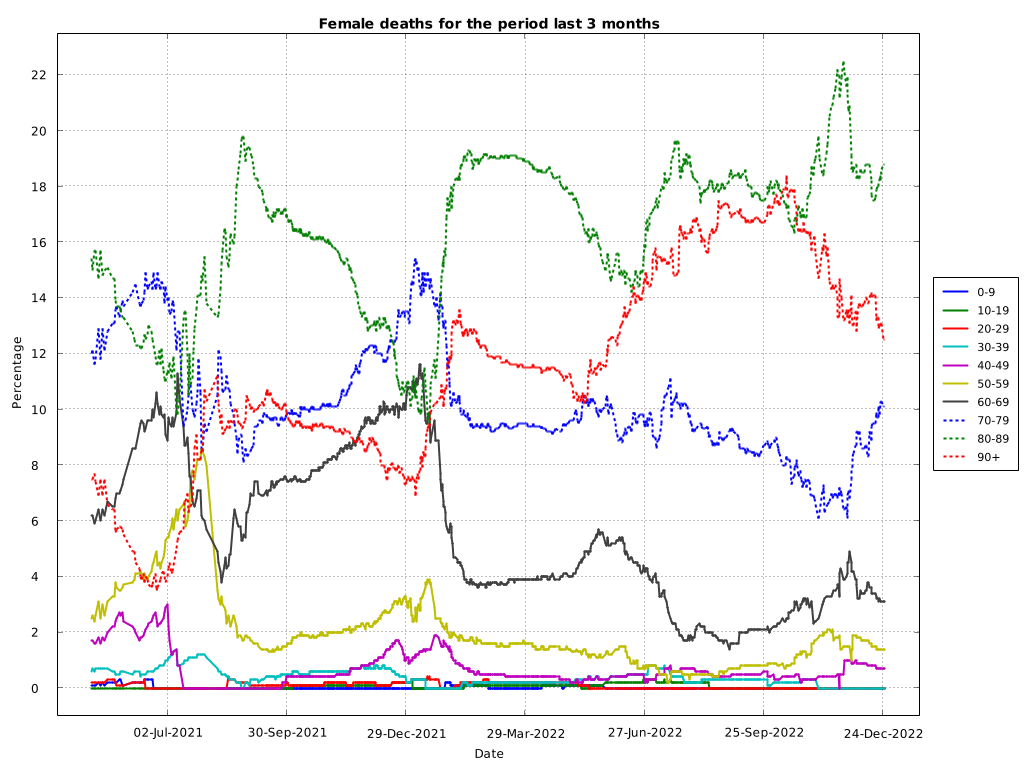 Female deaths for the period last 3 months
22
20
18
16
14
12
10
8
6
4
2
0
Percentage
02-Jul-2021
30-Sep-2021
29-Dec-2021
29-Mar-2022
27-Jun-2022
25-Sep-2022
24-Dec-2022
Date
0-9
10-19
20-29
30-39
40-49
50-59
60-69
70-79
80-89
90+